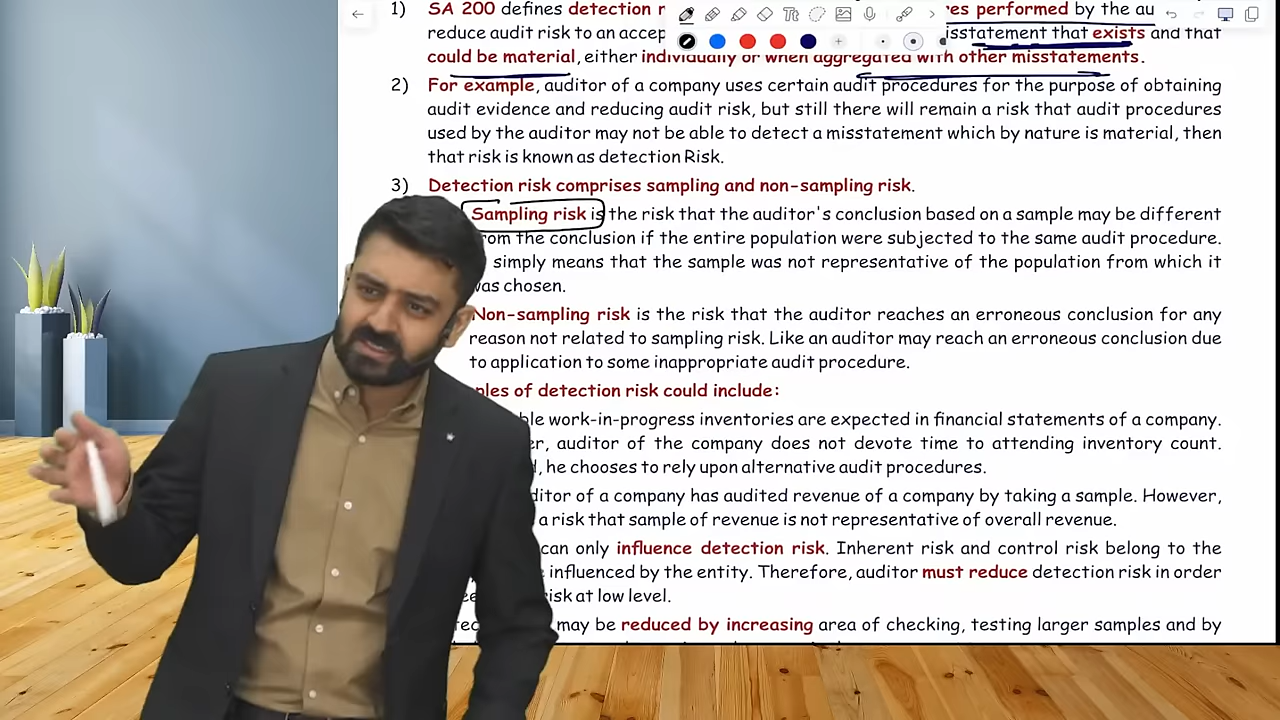 1) SA 200 defines detection r res performed by the au
reduce audit risk to an accep isstatement that exists and that
could be material, either individually or when aggregated with other misstatements.
2) For example, auditor of a company uses certain audit procedures for the purpose of obtaining
audit evidence and reducing audit risk, but still there will remain a risk that audit procedures
used by the auditor may not be able to detect a misstatement which by nature is material, then
that risk is known as detection Risk.
3) Detection risk comprises sampling and non-sampling risk.
Sampling risk is the risk that the auditor's conclusion based on a sample may be different
from the conclusion if the entire population were subjected to the same audit procedure.
simply means that the sample was not representative of the population from which it
was chosen.
Non-sampling risk is the risk that the auditor reaches an erroneous conclusion for any
reason not related to sampling risk. Like an auditor may reach an erroneous conclusion due
to application to some inappropriate audit procedure.
ples of detection risk could include:
ble work-in-progress inventories are expected in financial statements of a company.
er, auditor of the company does not devote time to attending inventory count.
d, he chooses to rely upon alternative audit procedures.
ditor of a company has audited revenue of a company by taking a sample. However,
a risk that sample of revenue is not representative of overall revenue.
can only influence detection risk. Inherent risk and control risk belong to the
influenced by the entity. Therefore, auditor must reduce detection risk in order
risk at low level.
may be reduced by increasing area of checking, testing larger samples and by